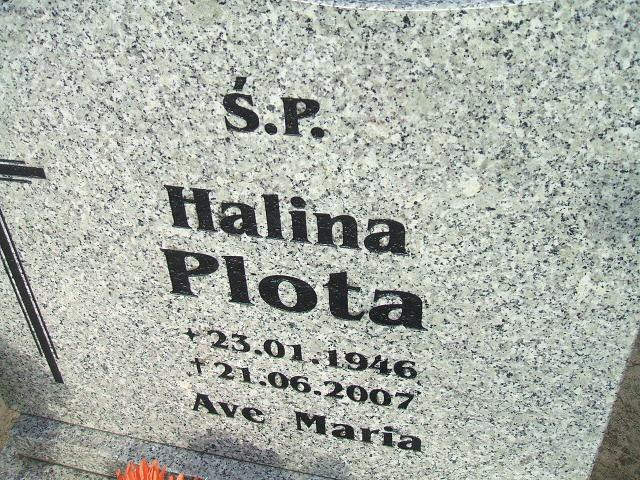 Ś.P.
Halina
Plota
+ 23.01.1946
† 21.06.2007
Ave Maria